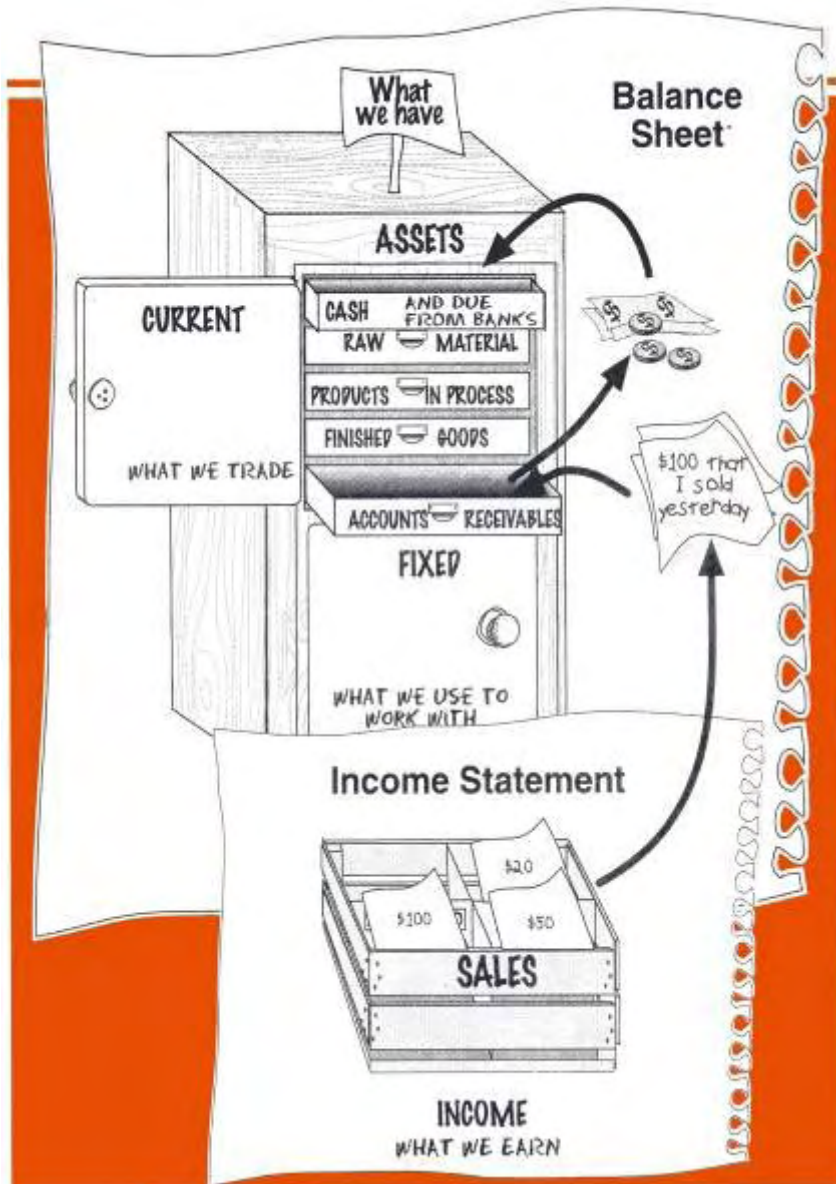 What
we have
Balance
Sheet
ASSETS
CURRENT
WHAT WE TRADE
CASH AND DUE
FROM BANKS
RAW MATERIAL
PRODUCTS IN PROCESS
FINISHED GOODS
ACCOUNTS RECEIVABLES
$100 that
I sold
yesterday
FIXED
WHAT WE USE TO
WORK WITH
Income Statement
$20
$100
$50
SALES
INCOME
WHAT WE EARN